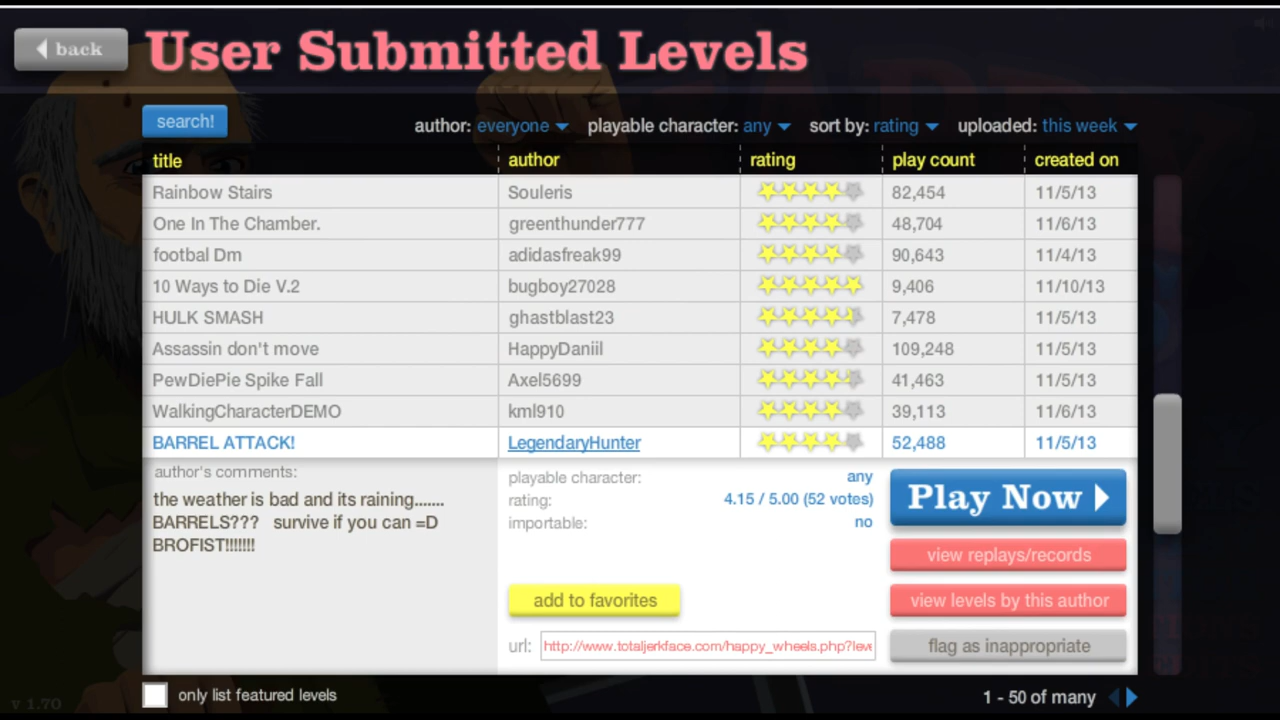 back
User Submitted Levels
search!
author: everyone playable character: any sort by: rating uploaded: this week
title author rating play count created on
Rainbow Stairs Souleris 82,454 11/5/13
One In The Chamber. greenthunder777 48,704 11/6/13
footbal Dm adidasfreak99 90,643 11/4/13
10 Ways to Die V.2 bugboy27028 9,406 11/10/13
HULK SMASH ghastblast23 7,478 11/5/13
Assassin don't move HappyDaniil 109,248 11/5/13
PewDiePie Spike Fall Axel5699 41,463 11/5/13
WalkingCharacterDEMO kml910 39,113 11/6/13
BARREL ATTACK! LegendaryHunter 52,488 11/5/13
author's comments:
the weather is bad and its raining.......
BARRELS??? survive if you can =D
BROFIST!!!!!!!
playable character: any
rating: 4.15 / 5.00 (52 votes)
importable: no
add to favorites
url: http://www.totaljerkface.com/happy_wheels.php?leve
Play Now
view replays/records
view levels by this author
flag as inappropriate
only list featured levels
1 - 50 of many
v 1.70